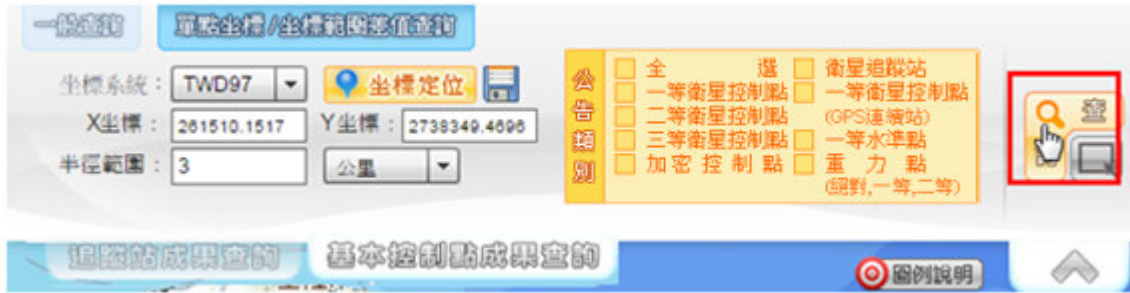 一般查詢 單點坐標/坐標範圍差值查詢
坐標系統: TWD97 坐標定位
X坐標: 261510.1517 Y坐標: 2738349.4696
半徑範圍: 3 公里
公告類別
全選 衛星追蹤站
一等衛星控制點 一等衛星控制點
二等衛星控制點 (GPS連續站)
三等衛星控制點 一等水準點
加密控制點 重力點
(絕對,一等,二等)
查
追蹤站成果查詢 基本控制點成果查詢
圖例說明